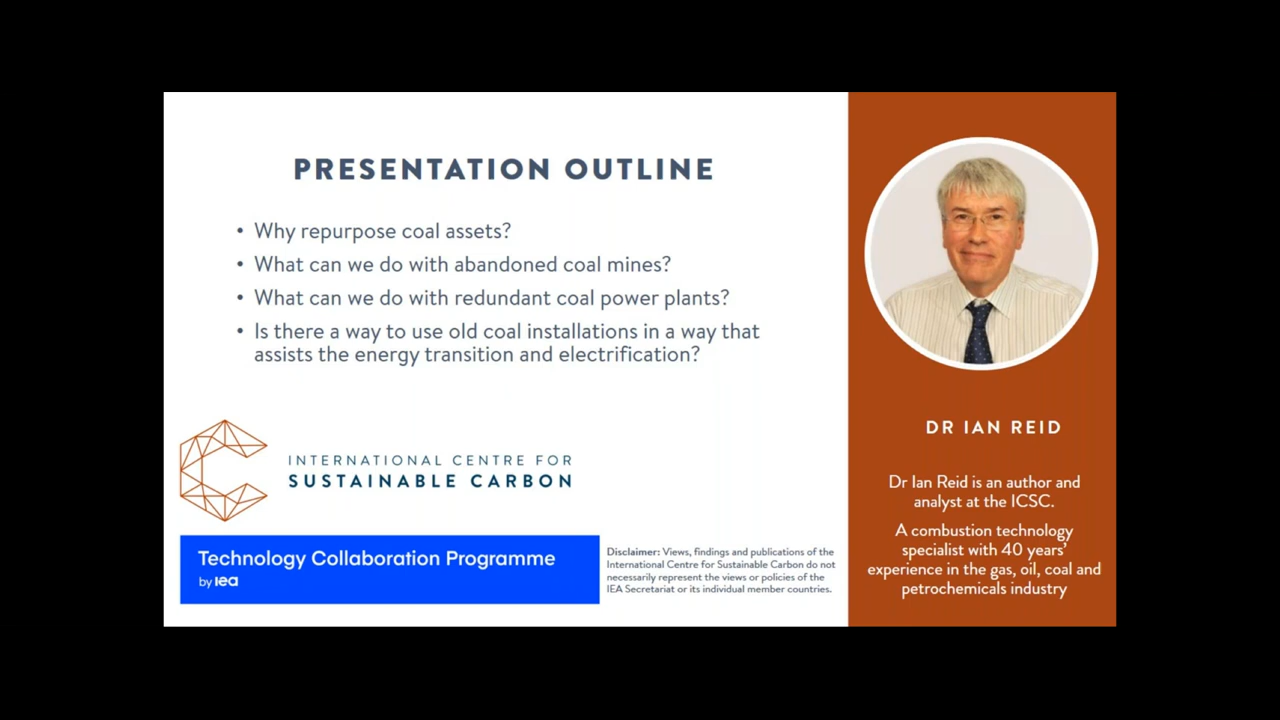 PRESENTATION OUTLINE
• Why repurpose coal assets?
• What can we do with abandoned coal mines?
• What can we do with redundant coal power plants?
• Is there a way to use old coal installations in a way that
assists the energy transition and electrification?
INTERNATIONAL CENTRE FOR
SUSTAINABLE CARBON
Technology Collaboration Programme
by iea
Disclaimer: Views, findings and publications of the
International Centre for Sustainable Carbon do not
necessarily represent the views or policies of the
IEA Secretariat or its individual member countries.
DR IAN REID
Dr Ian Reid is an author and
analyst at the ICSC.
A combustion technology
specialist with 40 years’
experience in the gas, oil, coal and
petrochemicals industry